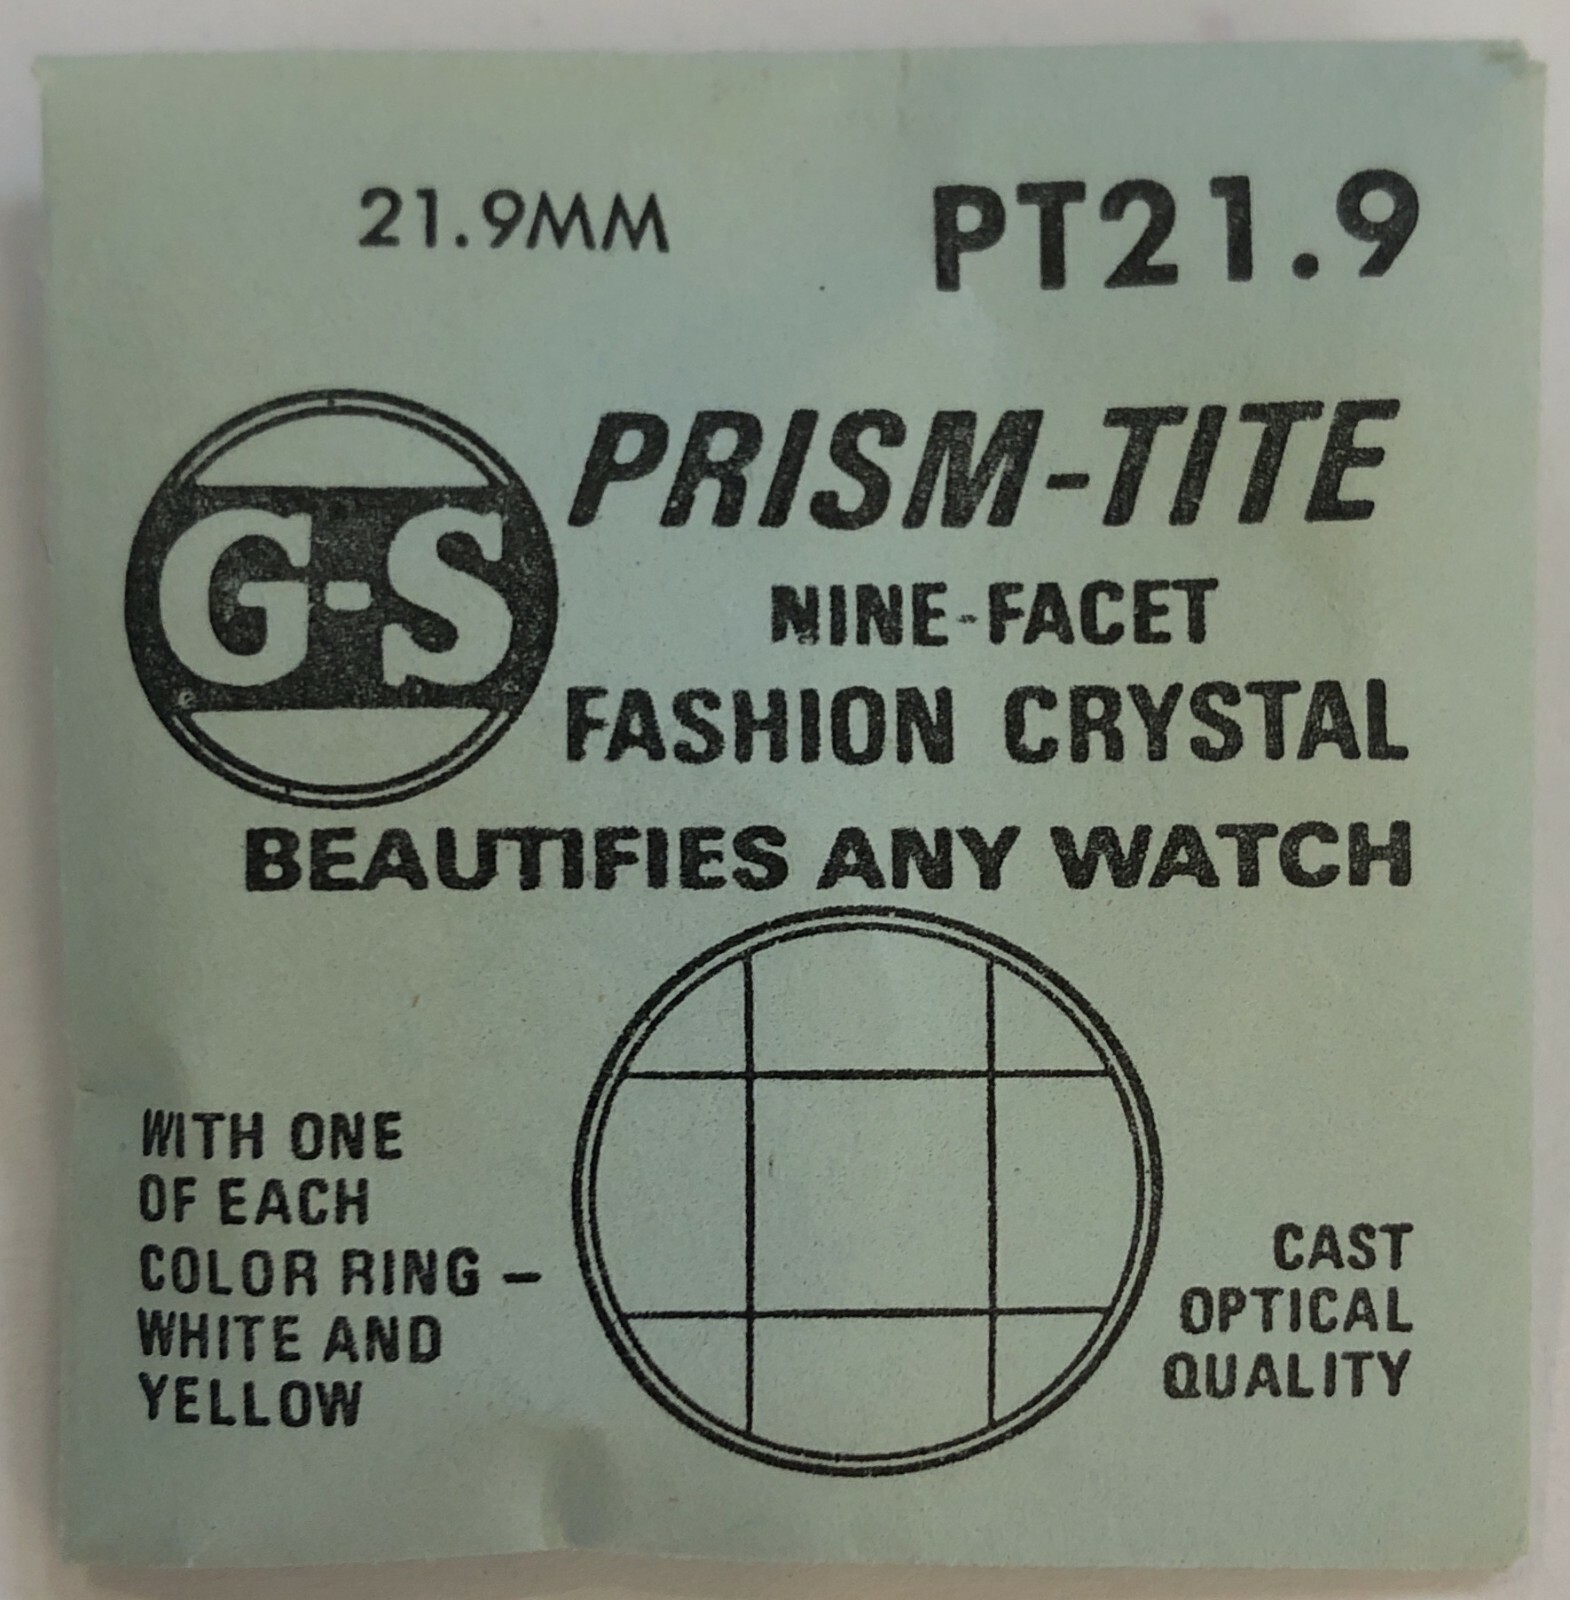 21.9MM
PT21.9
G-S
PRISM-TITE
NINE-FACET
FASHION CRYSTAL
BEAUTIFIES ANY WATCH
WITH ONE
OF EACH
COLOR RING –
WHITE AND
YELLOW
CAST
OPTICAL
QUALITY